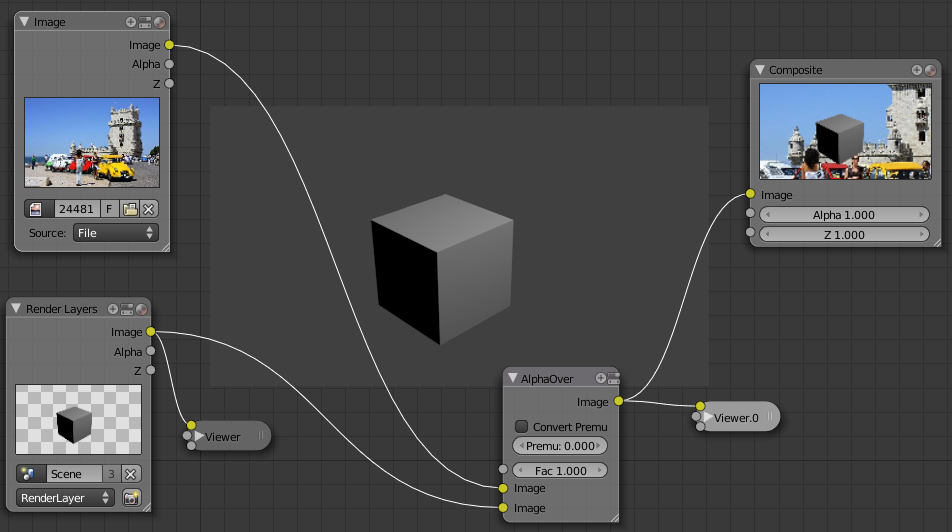 Image
Image
Alpha
Z
24481 F
Source: File
Render Layers
Image
Alpha
Z
Scene 3
RenderLayer
Viewer
AlphaOver
Image
Convert Premu
Premu: 0.000
Fac 1.000
Image
Image
Viewer.0
Composite
Image
Alpha 1.000
Z 1.000